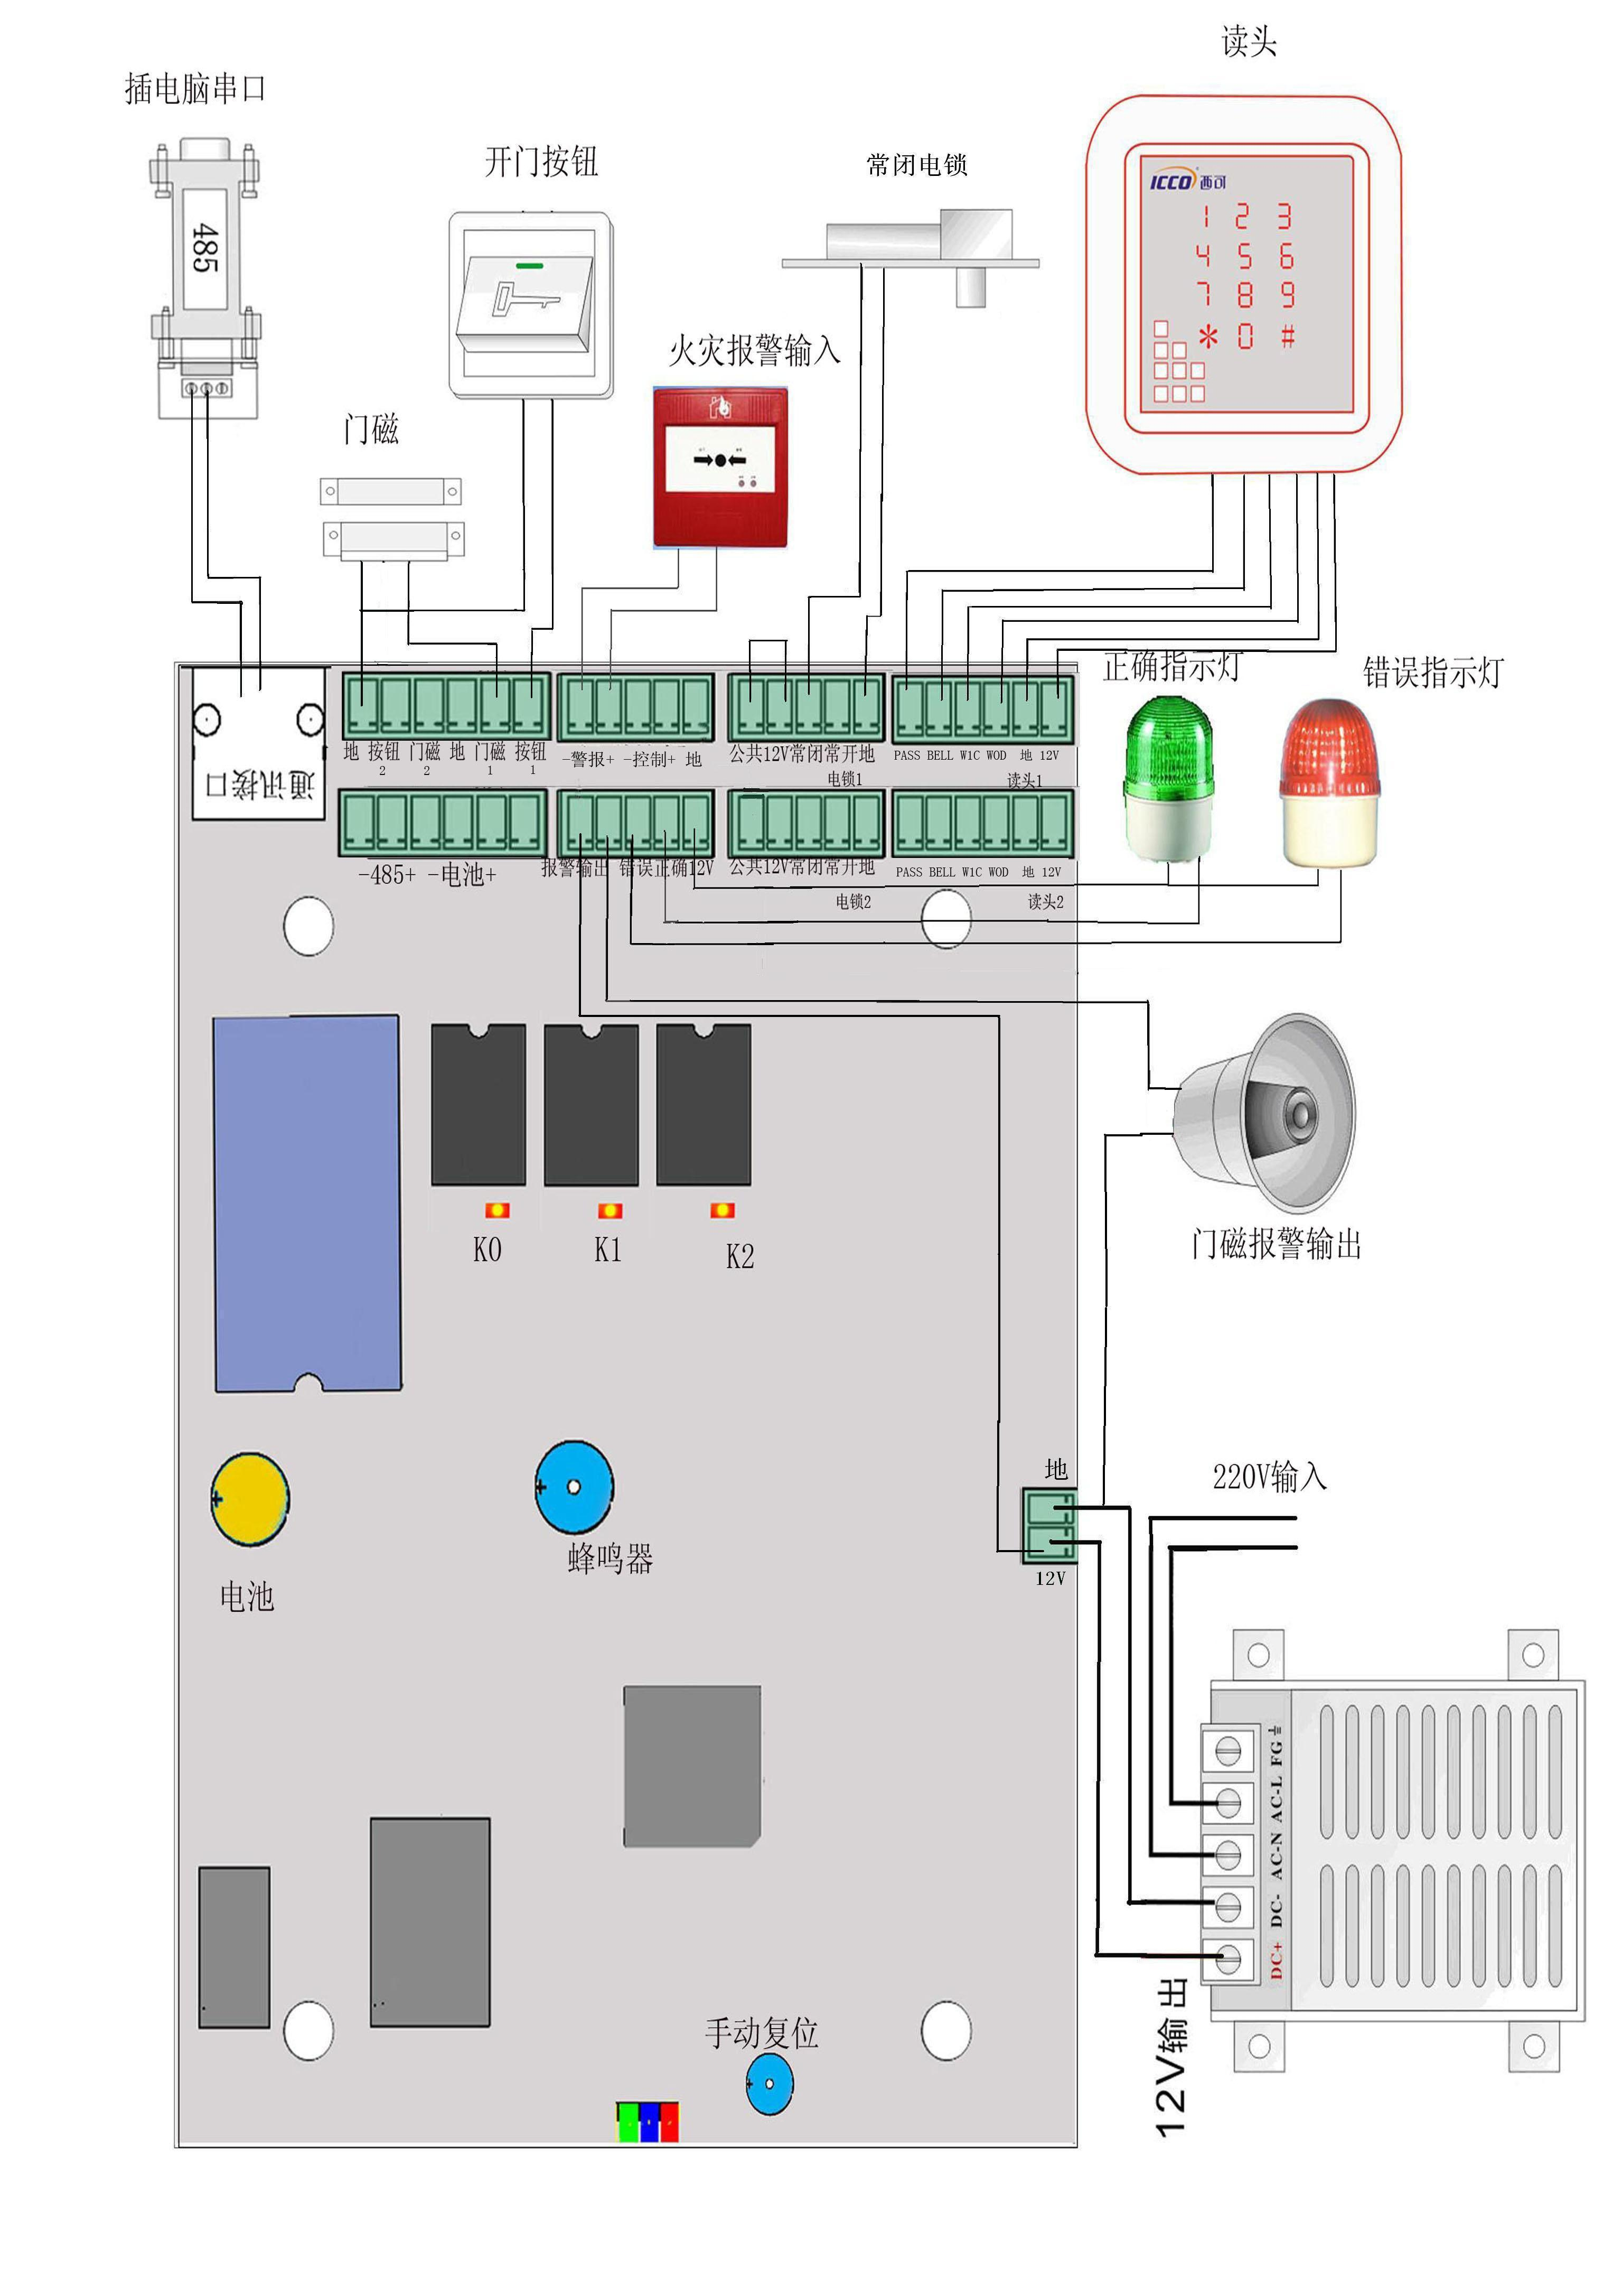 读头
插电脑串口
485
开门按钮
常闭电锁
ICCO 西可
1 2 3
4 5 6
7 8 9
* 0 #
火灾报警输入
门磁
正确指示灯
错误指示灯
地 按钮 门磁 地 门磁 按钮
2 2 1 1
-警报+ -控制+ 地
公共12V常闭常开地
电锁1
PASS BELL W1C WOD 地 12V
读头1
通讯接口
-485+ -电池+
报警输出 错误正确12V
公共12V常闭常开地
电锁2
PASS BELL W1C WOD 地 12V
读头2
K0
K1
K2
门磁报警输出
地
12V
220V输入
蜂鸣器
电池
FG
AC-L
AC-N
DC-
DC+
12V输出
手动复位